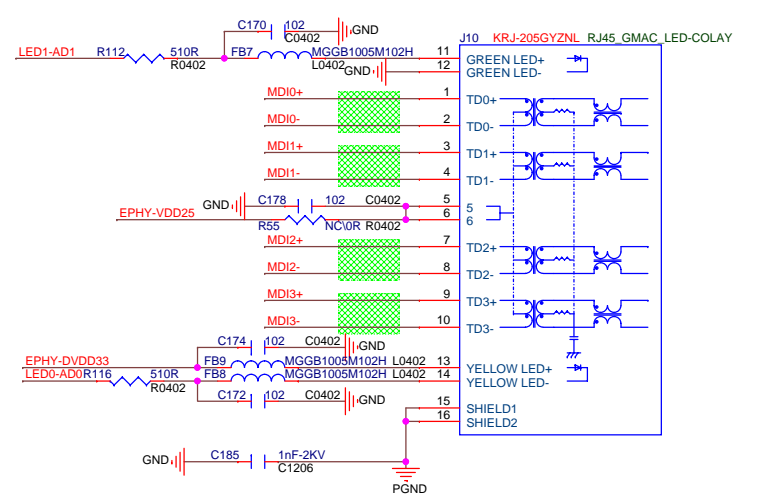 C170 102 GND
C0402
J10 KRJ-205GYZNL RJ45_GMAC_LED-COLAY
LED1-AD1 R112 510R FB7 MGGB1005M102H 11 GREEN LED+
R0402 L0402
GND 12 GREEN LED-
MDI0+ 1 TD0+
MDI0- 2 TD0-
MDI1+ 3 TD1+
MDI1- 4 TD1-
GND C178 102 C0402 5 5
EPHY-VDD25 6 6
R55 NC\0R R0402
MDI2+ 7 TD2+
MDI2- 8 TD2-
MDI3+ 9 TD3+
MDI3- 10 TD3-
C174 102 C0402 GND
EPHY-DVDD33 FB9 MGGB1005M102H L0402 13 YELLOW LED+
LED0-AD0 R116 510R FB8 MGGB1005M102H L0402 14 YELLOW LED-
R0402
C172 102 C0402 GND
15 SHIELD1
16 SHIELD2
GND C185 1nF-2KV
C1206
PGND